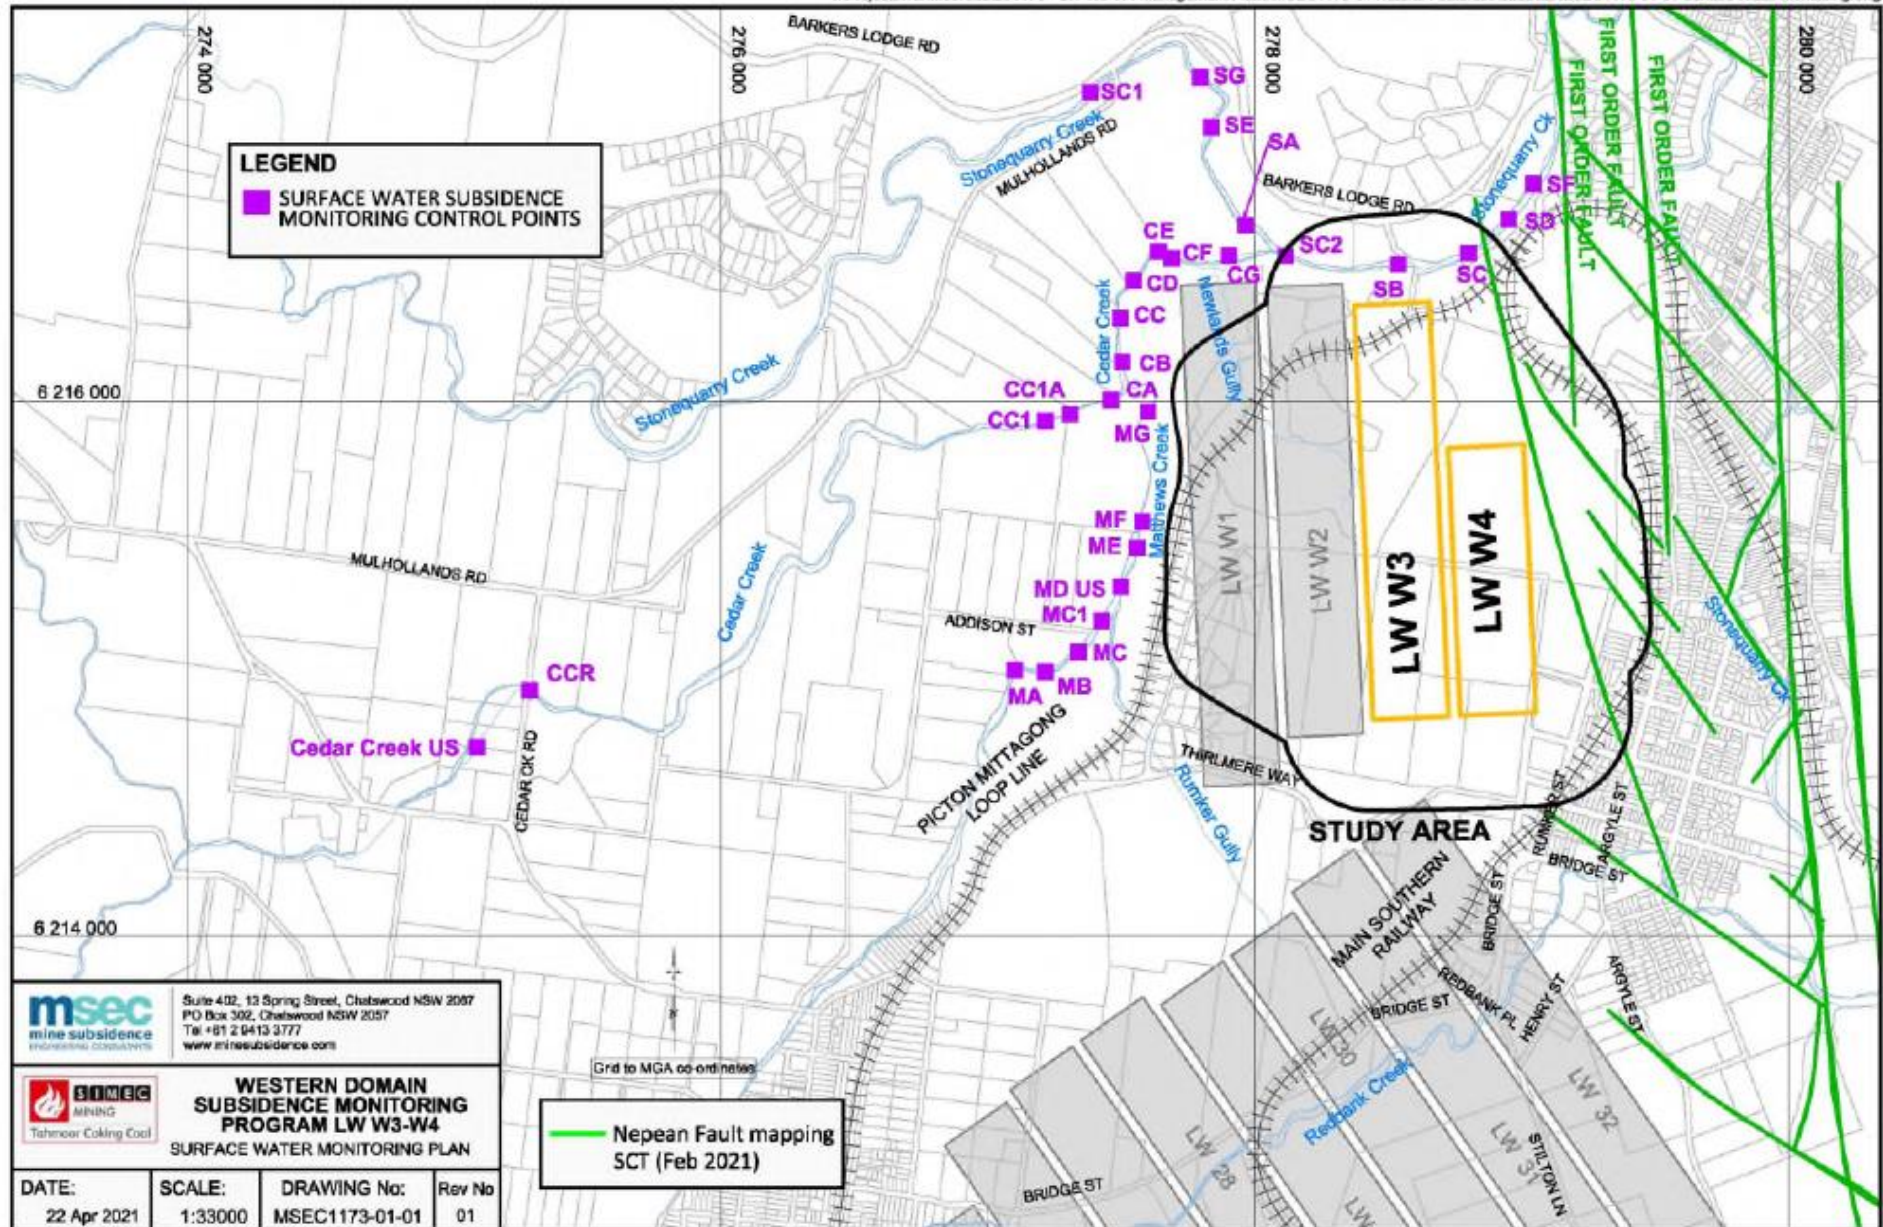 274 000
276 000
278 000
280 000
BARKERS LODGE RD
SG
SC1
SE
SA
Stonequarry Creek
MULHOLLANDS RD
BARKERS LODGE RD
Stonequarry Ck
FIRST ORDER FAULT
FIRST ORDER FAULT
FIRST ORDER FAULT
SF
SD
LEGEND
SURFACE WATER SUBSIDENCE
MONITORING CONTROL POINTS
CE
CF
CG
SC2
SB
SC
CD
CC
CB
Cedar Creek
Newlands Gully
6 216 000
Stonequarry Creek
CC1A
CC1
CA
MG
Matthews Creek
MF
ME
MD US
MC1
MC
MB
MA
ADDISON ST
MULHOLLANDS RD
Cedar Creek
CCR
Cedar Creek US
CEDAR CK RD
LW W1
LW W2
LW W3
LW W4
Stonequarry Ck
PICTON MITTAGONG
LOOP LINE
THIRLMERE WAY
Rumker Gully
STUDY AREA
RUMKER ST
ARGYLE ST
BRIDGE ST
BRIDGE ST
MAIN SOUTHERN
RAILWAY
6 214 000
BRIDGE ST
REDBANK PL
HENRY ST
ARGYLE ST
LW 30
LW 32
Redbank Creek
LW 28
LW 31
STILTON LN
LW
BRIDGE ST
Grid to MGA co-ordinates
msec
mine subsidence
ENGINEERING CONSULTANTS
Suite 402, 13 Spring Street, Chatswood NSW 2067
PO Box 302, Chatswood NSW 2057
Tel +61 2 9413 3777
www.minesubsidence.com
SIMEC
MINING
Tahmoor Coking Coal
WESTERN DOMAIN
SUBSIDENCE MONITORING
PROGRAM LW W3-W4
SURFACE WATER MONITORING PLAN
DATE:
22 Apr 2021
SCALE:
1:33000
DRAWING No:
MSEC1173-01-01
Rev No
01
Nepean Fault mapping
SCT (Feb 2021)